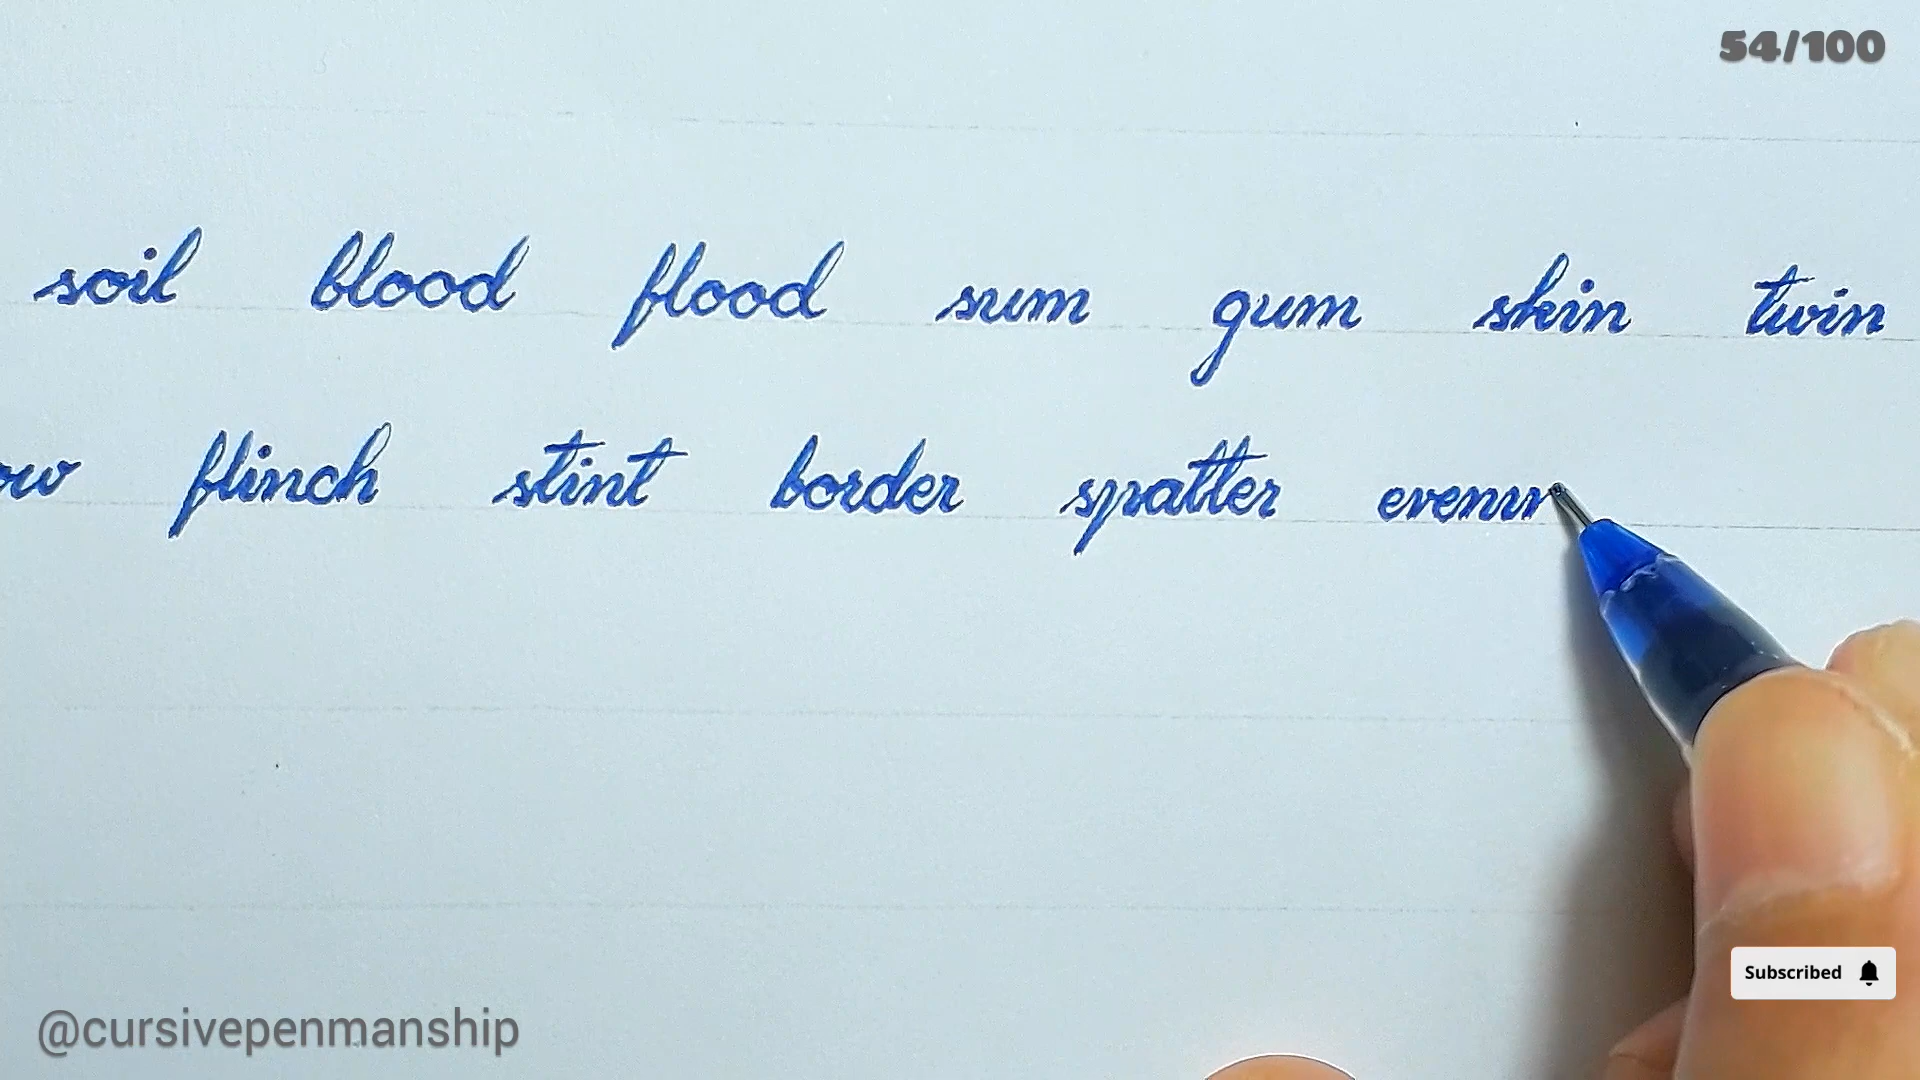 54/100
soil blood flood sum gum skin twin
flinch stint border spatter
Subscribed
@cursivepenmanship